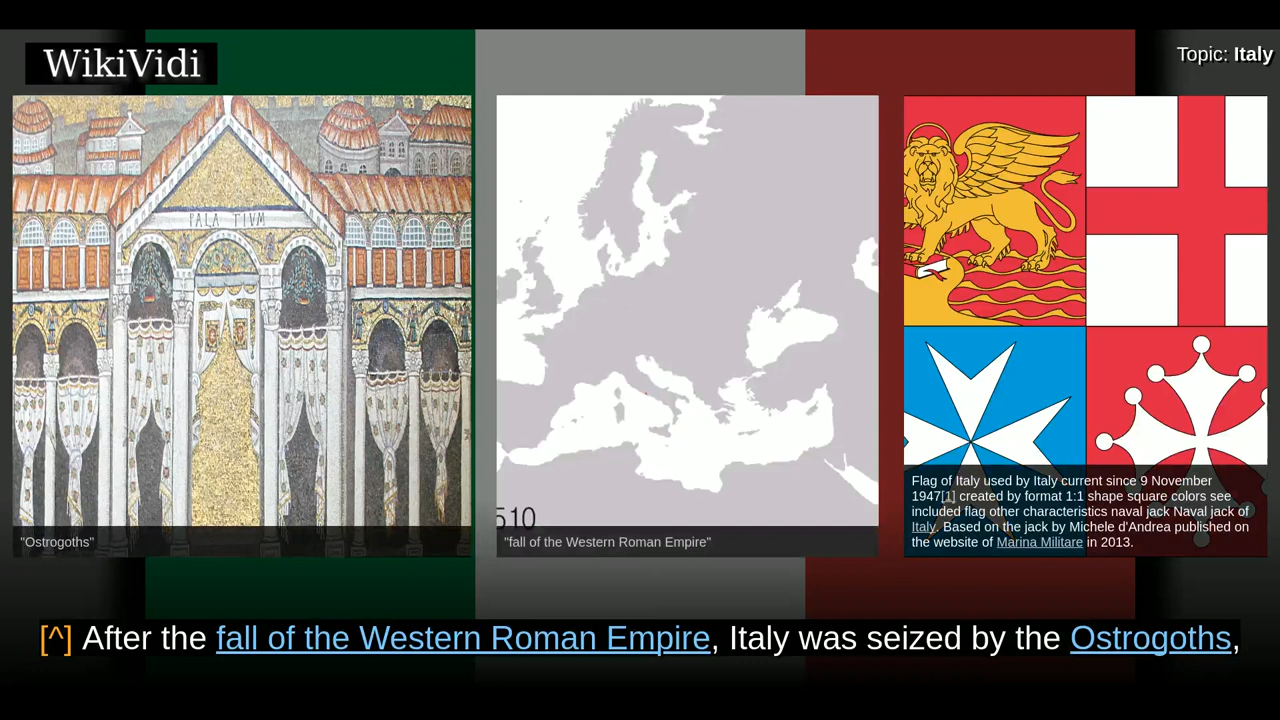 WikiVidi
Topic: Italy
PALATIVM
510
"Ostrogoths"
"fall of the Western Roman Empire"
Flag of Italy used by Italy current since 9 November
1947[1] created by format 1:1 shape square colors see
included flag other characteristics naval jack Naval jack of
Italy. Based on the jack by Michele d'Andrea published on
the website of Marina Militare in 2013.
[^] After the fall of the Western Roman Empire, Italy was seized by the Ostrogoths,